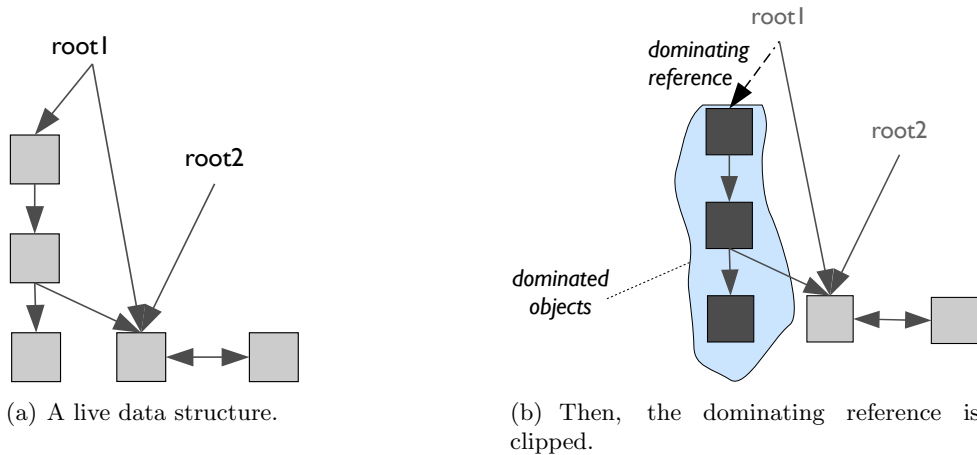 root1
root2
(a) A live data structure.
root1
dominating
reference
root2
dominated
objects
(b) Then, the dominating reference is
clipped.